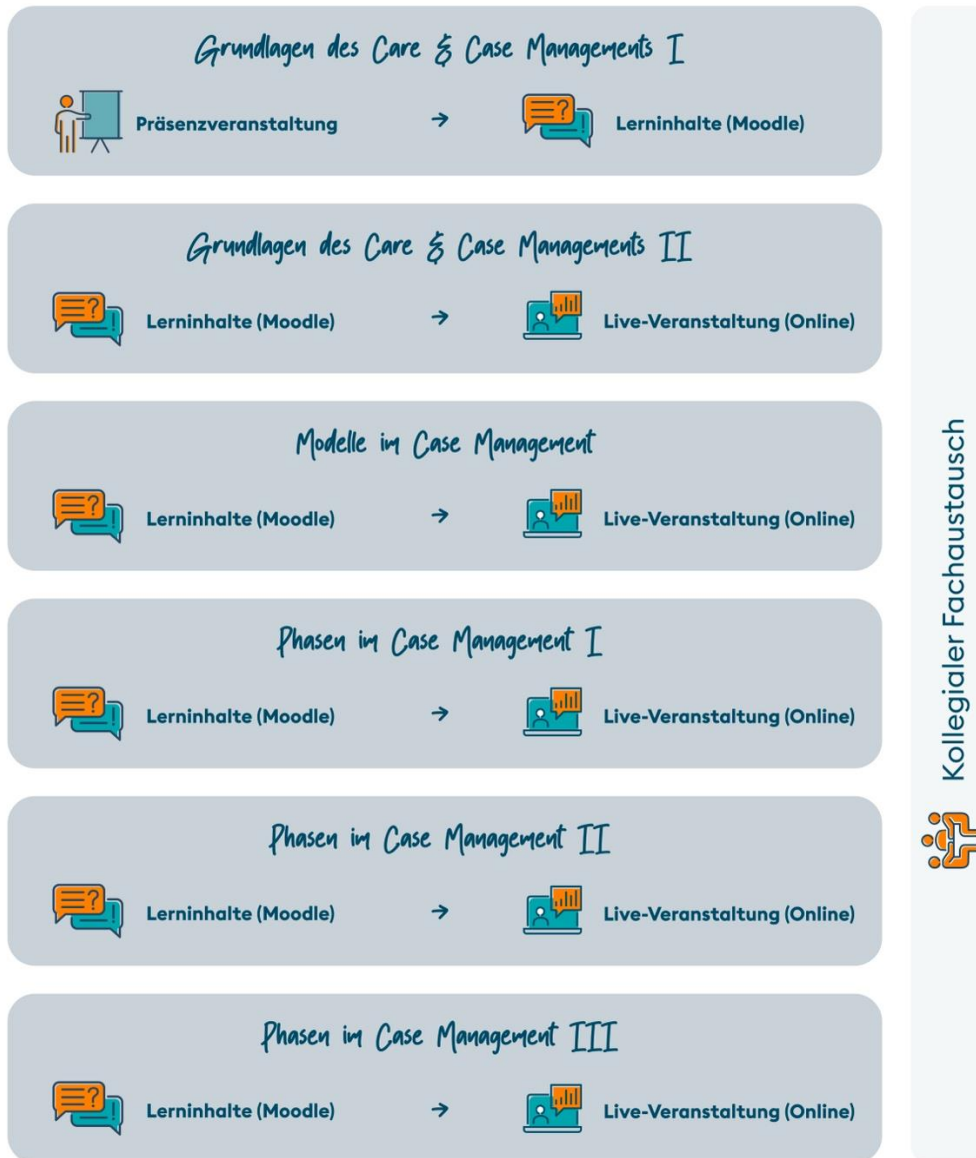 Grundlagen des Care & Case Managements I
Präsenzveranstaltung → Lerninhalte (Moodle)
Grundlagen des Care & Case Managements II
Lerninhalte (Moodle) → Live-Veranstaltung (Online)
Modelle im Case Management
Lerninhalte (Moodle) → Live-Veranstaltung (Online)
Phasen im Case Management I
Lerninhalte (Moodle) → Live-Veranstaltung (Online)
Phasen im Case Management II
Lerninhalte (Moodle) → Live-Veranstaltung (Online)
Phasen im Case Management III
Lerninhalte (Moodle) → Live-Veranstaltung (Online)
Kollegialer Fachaustausch